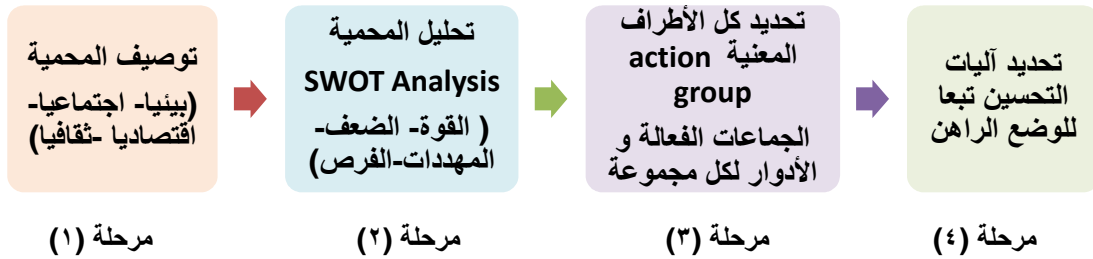 توصيف المحمية
(بيئيا- اجتماعيا-
اقتصاديا -ثقافيا)
مرحلة (١)
تحليل المحمية
SWOT Analysis
( القوة- الضعف-
المهددات-الفرص)
مرحلة (٢)
تحديد كل الأطراف
المعنية action
group
الجماعات الفعالة و
الأدوار لكل مجموعة
مرحلة (٣)
تحديد آليات
التحسين تبعا
للوضع الراهن
مرحلة (٤)